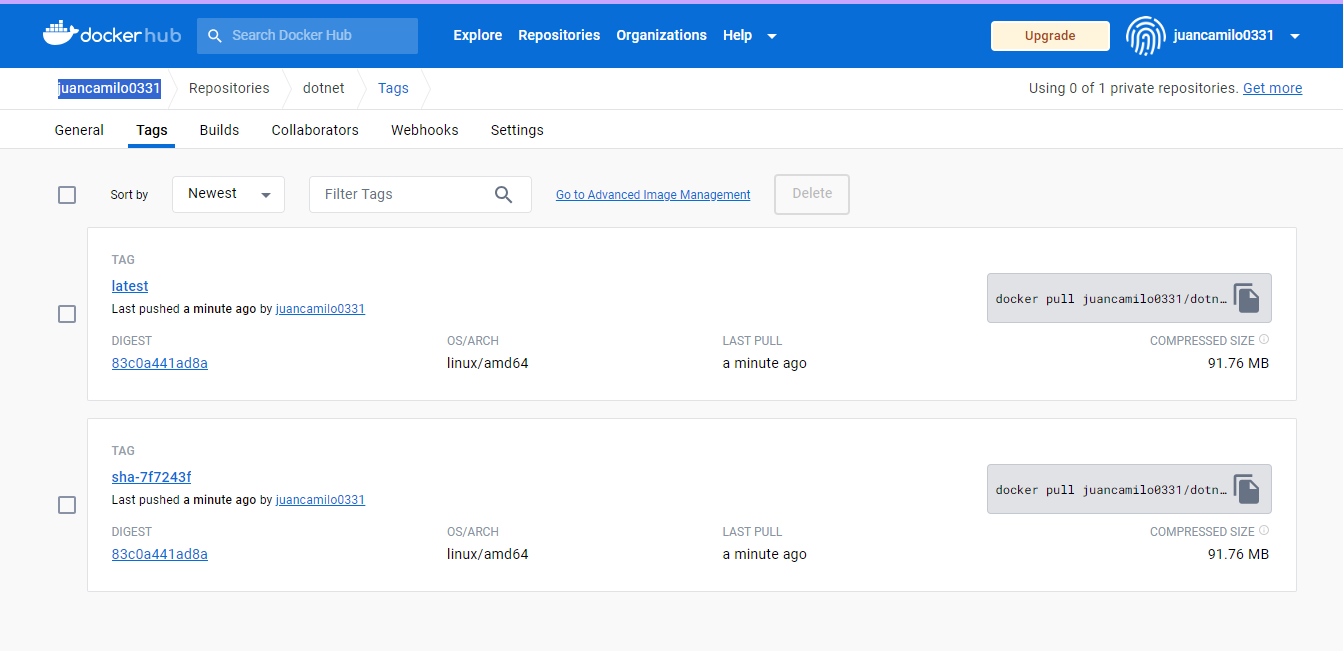 docker hub Search Docker Hub Explore Repositories Organizations Help Upgrade juancamilo0331
juancamilo0331 Repositories dotnet Tags Using 0 of 1 private repositories. Get more
General Tags Builds Collaborators Webhooks Settings
Sort by Newest Filter Tags Go to Advanced Image Management Delete
TAG
latest
Last pushed a minute ago by juancamilo0331
docker pull juancamilo0331/dotn…
DIGEST OS/ARCH LAST PULL COMPRESSED SIZE
83c0a441ad8a linux/amd64 a minute ago 91.76 MB
TAG
sha-7f7243f
Last pushed a minute ago by juancamilo0331
docker pull juancamilo0331/dotn…
DIGEST OS/ARCH LAST PULL COMPRESSED SIZE
83c0a441ad8a linux/amd64 a minute ago 91.76 MB